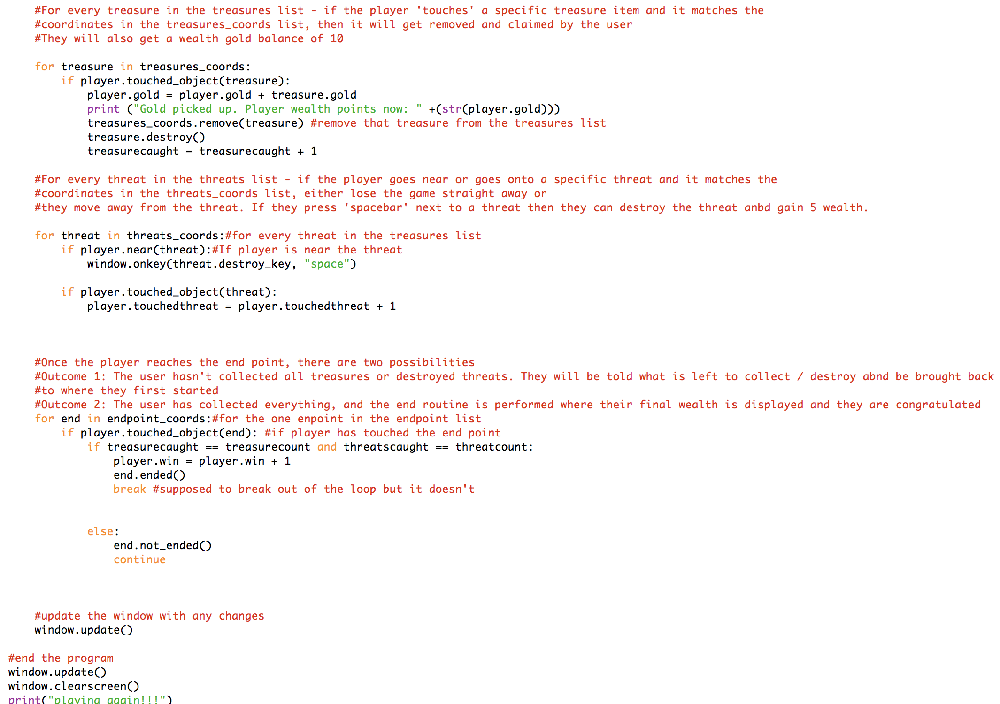 #For every treasure in the treasures list - if the player 'touches' a specific treasure item and it matches the
#coordinates in the treasures_coords list, then it will get removed and claimed by the user
#They will also get a wealth gold balance of 10
for treasure in treasures_coords:
if player.touched_object(treasure):
player.gold = player.gold + treasure.gold
print ("Gold picked up. Player wealth points now: " +(str(player.gold)))
treasures_coords.remove(treasure) #remove that treasure from the treasures list
treasure.destroy()
treasurecaught = treasurecaught + 1
#For every threat in the threats list - if the player goes near or goes onto a specific threat and it matches the
#coordinates in the threats_coords list, either lose the game straight away or
#they move away from the threat. If they press 'spacebar' next to a threat then they can destroy the threat anbd gain 5 wealth.
for threat in threats_coords:#for every threat in the treasures list
if player.near(threat):#If player is near the threat
window.onkey(threat.destroy_key, "space")
if player.touched_object(threat):
player.touchedthreat = player.touchedthreat + 1
#Once the player reaches the end point, there are two possibilities
#Outcome 1: The user hasn't collected all treasures or destroyed threats. They will be told what is left to collect / destroy abnd be brought back
#to where they first started
#Outcome 2: The user has collected everything, and the end routine is performed where their final wealth is displayed and they are congratulated
for end in endpoint_coords:#for the one enpoint in the endpoint list
if player.touched_object(end): #if player has touched the end point
if treasurecaught == treasurecount and threatscaught == threatcount:
player.win = player.win + 1
end.ended()
break #supposed to break out of the loop but it doesn't
else:
end.not_ended()
continue
#update the window with any changes
window.update()
#end the program
window.update()
window.clearscreen()
print("playing again!!!")